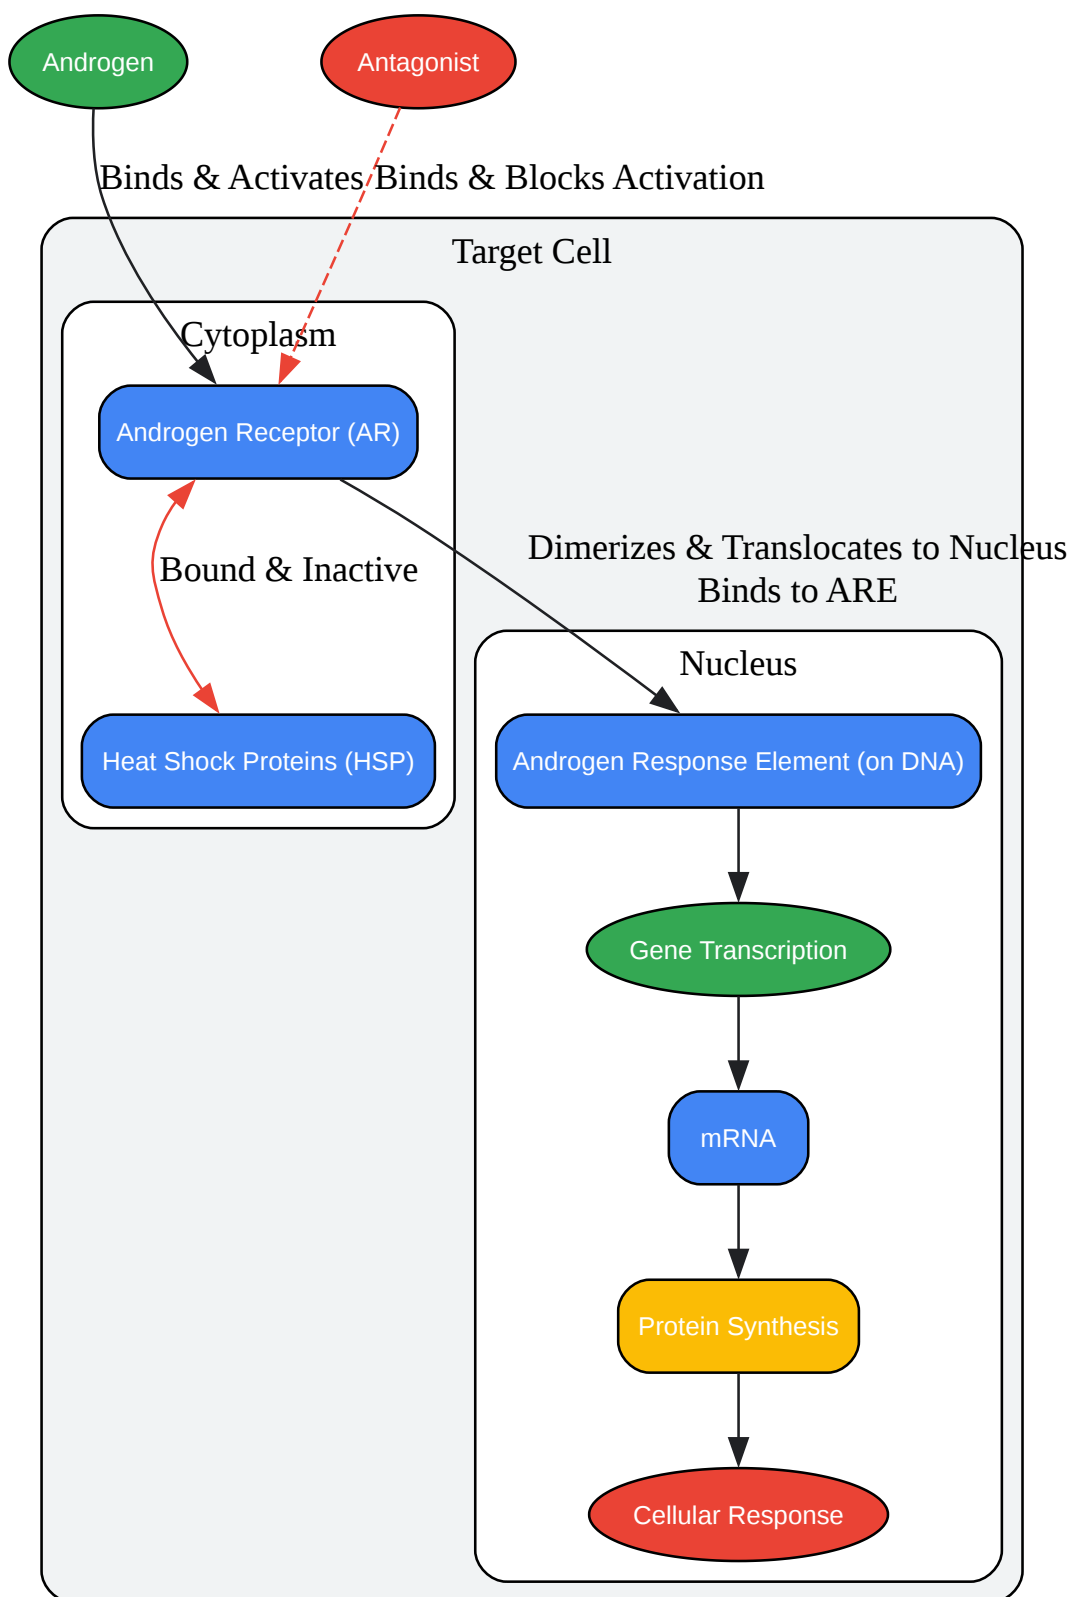 Androgen
Antagonist
Binds & Activates
Binds & Blocks Activation
Target Cell
Cytoplasm
Androgen Receptor (AR)
Dimerizes & Translocates to Nucleus
Binds to ARE
Bound & Inactive
Nucleus
Heat Shock Proteins (HSP)
Androgen Response Element (on DNA)
Gene Transcription
mRNA
Protein Synthesis
Cellular Response